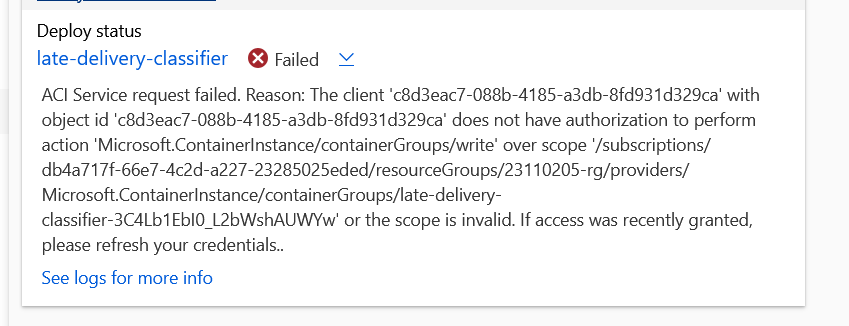 Deploy status
late-delivery-classifier Failed
ACI Service request failed. Reason: The client 'c8d3eac7-088b-4185-a3db-8fd931d329ca' with
object id 'c8d3eac7-088b-4185-a3db-8fd931d329ca' does not have authorization to perform
action 'Microsoft.ContainerInstance/containerGroups/write' over scope '/subscriptions/
db4a717f-66e7-4c2d-a227-23285025eded/resourceGroups/23110205-rg/providers/
Microsoft.ContainerInstance/containerGroups/late-delivery-
classifier-3C4Lb1EbI0_L2bWshAUWYw' or the scope is invalid. If access was recently granted,
please refresh your credentials..
See logs for more info